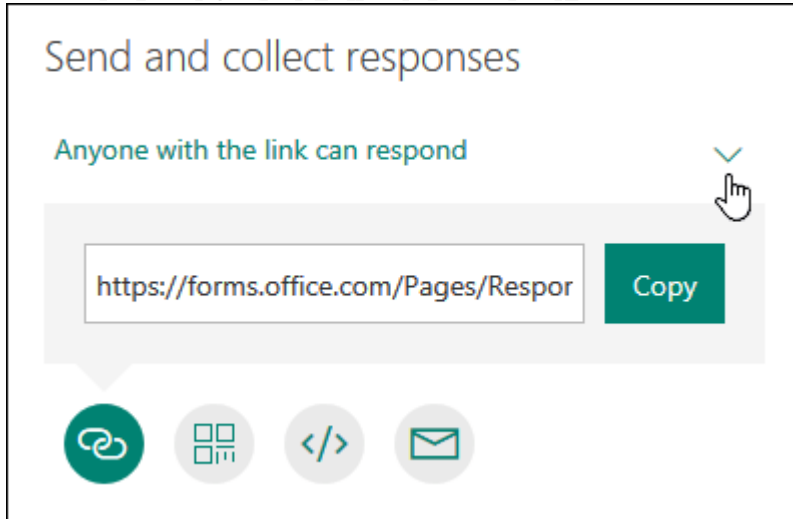 Send and collect responses
Anyone with the link can respond
https://forms.office.com/Pages/Respor
Copy